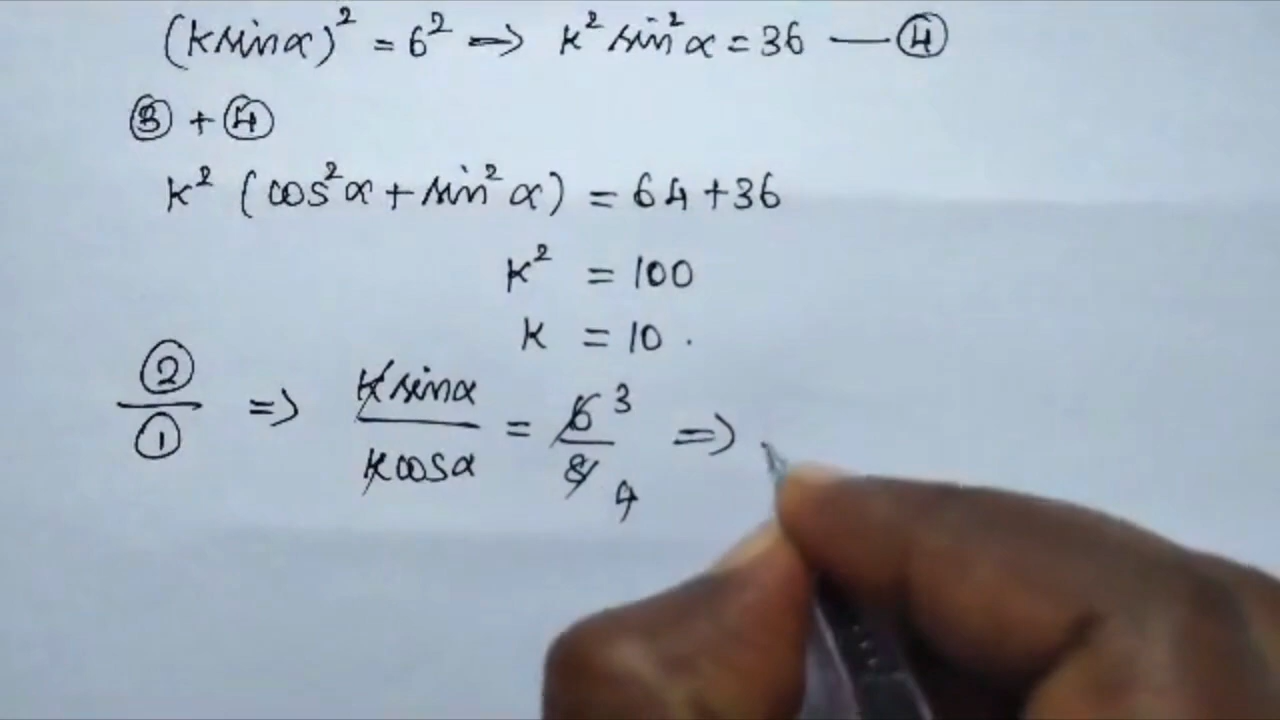 (k sin α)² = 6² => k² sin² α = 36 — ④
③ + ④
k² (cos² α + sin² α) = 64 + 36
k² = 100
k = 10 .
②/① => k sin α / k cos α = 6 3 / 8 4 =>